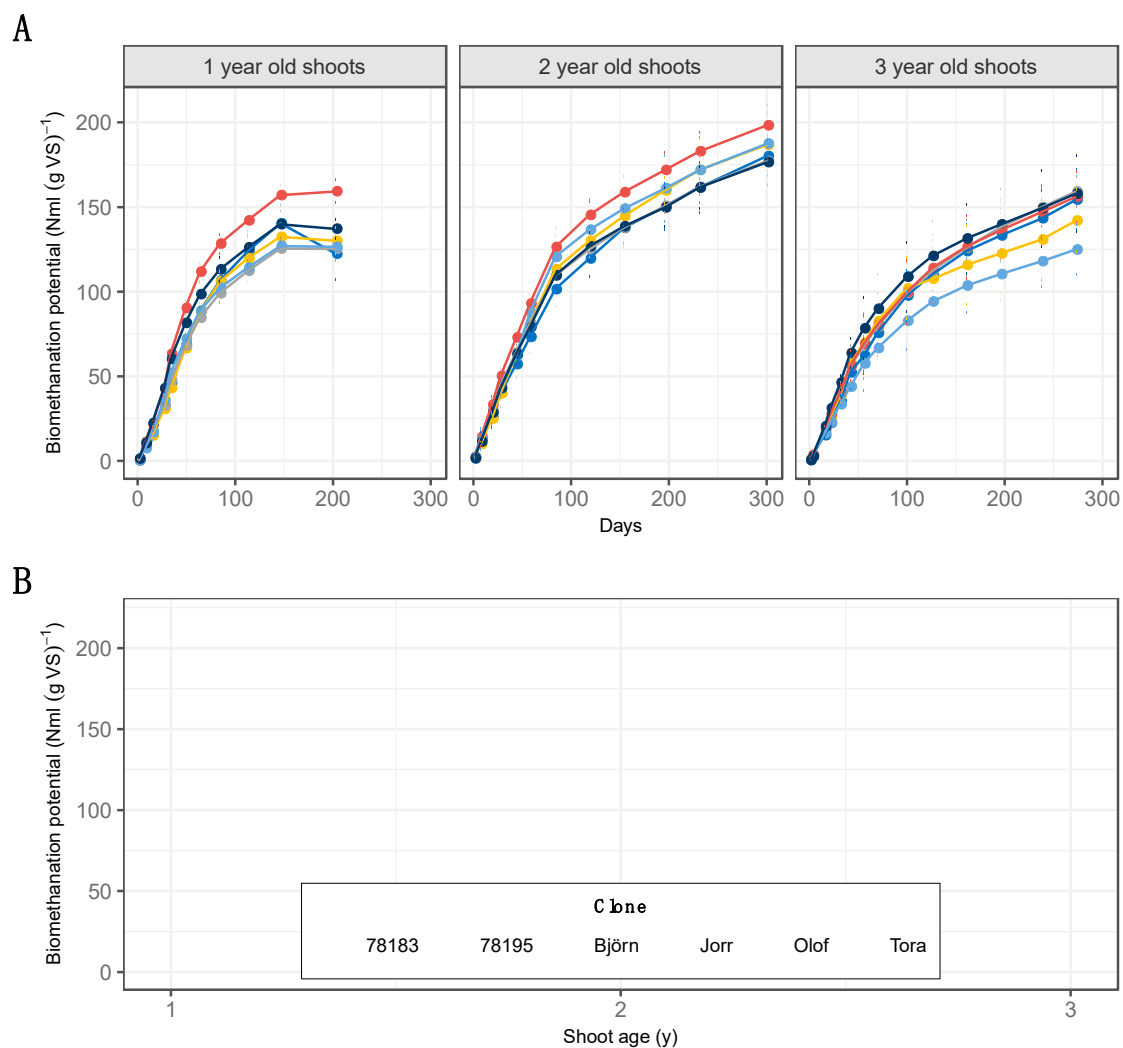 A
1 year old shoots
2 year old shoots
3 year old shoots
Biomethanation potential (Nml (g VS)⁻¹)
200
150
100
50
0
0 100 200 300
0 100 200 300
0 100 200 300
Days
B
Biomethanation potential (Nml (g VS)⁻¹)
200
150
100
50
0
Clone
78183 78195 Björn Jorr Olof Tora
1 2 3
Shoot age (y)